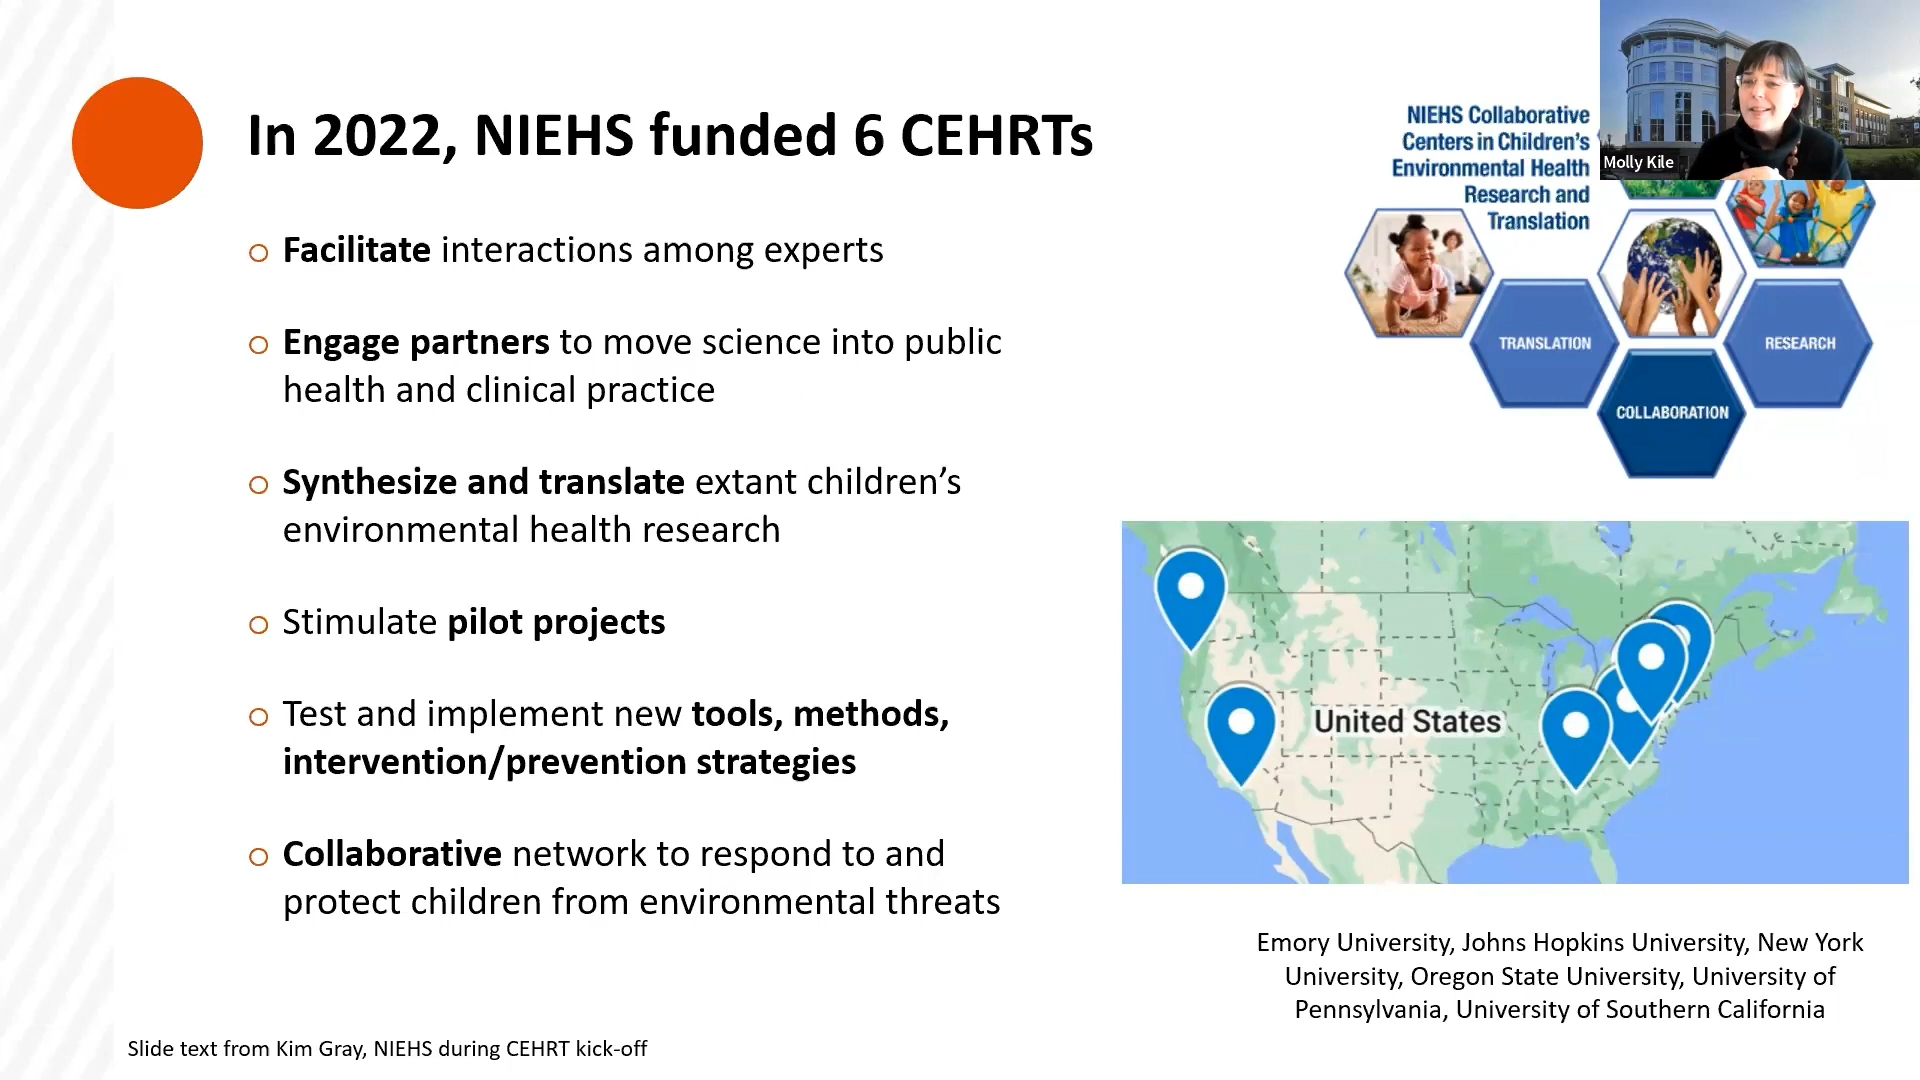 In 2022, NIEHS funded 6 CEHRTs
Facilitate interactions among experts
Engage partners to move science into public
health and clinical practice
Synthesize and translate extant children’s
environmental health research
Stimulate pilot projects
Test and implement new tools, methods,
intervention/prevention strategies
Collaborative network to respond to and
protect children from environmental threats
Slide text from Kim Gray, NIEHS during CEHRT kick-off
NIEHS Collaborative
Centers in Children’s
Environmental Health
Research and
Translation
Molly Kile
TRANSLATION
RESEARCH
COLLABORATION
United States
Emory University, Johns Hopkins University, New York
University, Oregon State University, University of
Pennsylvania, University of Southern California